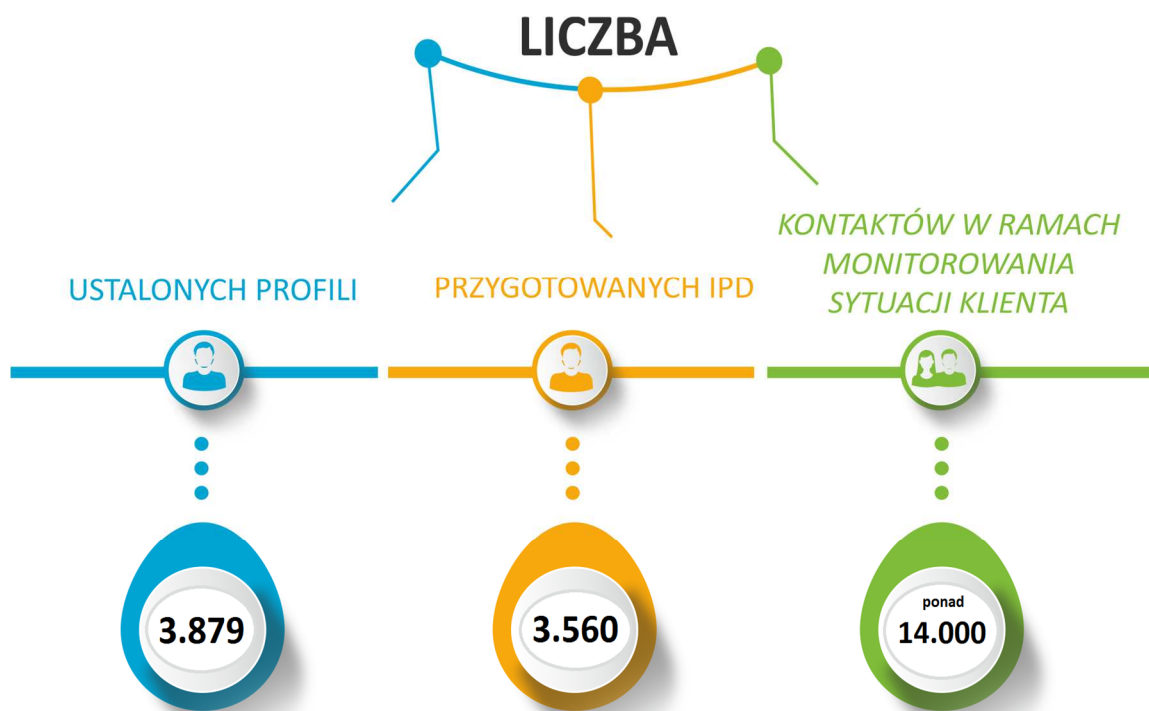 LICZBA
USTALONYCH PROFILI
3.879
PRZYGOTOWANYCH IPD
3.560
KONTAKTÓW W RAMACH
MONITOROWANIA
SYTUACJI KLIENTA
ponad
14.000